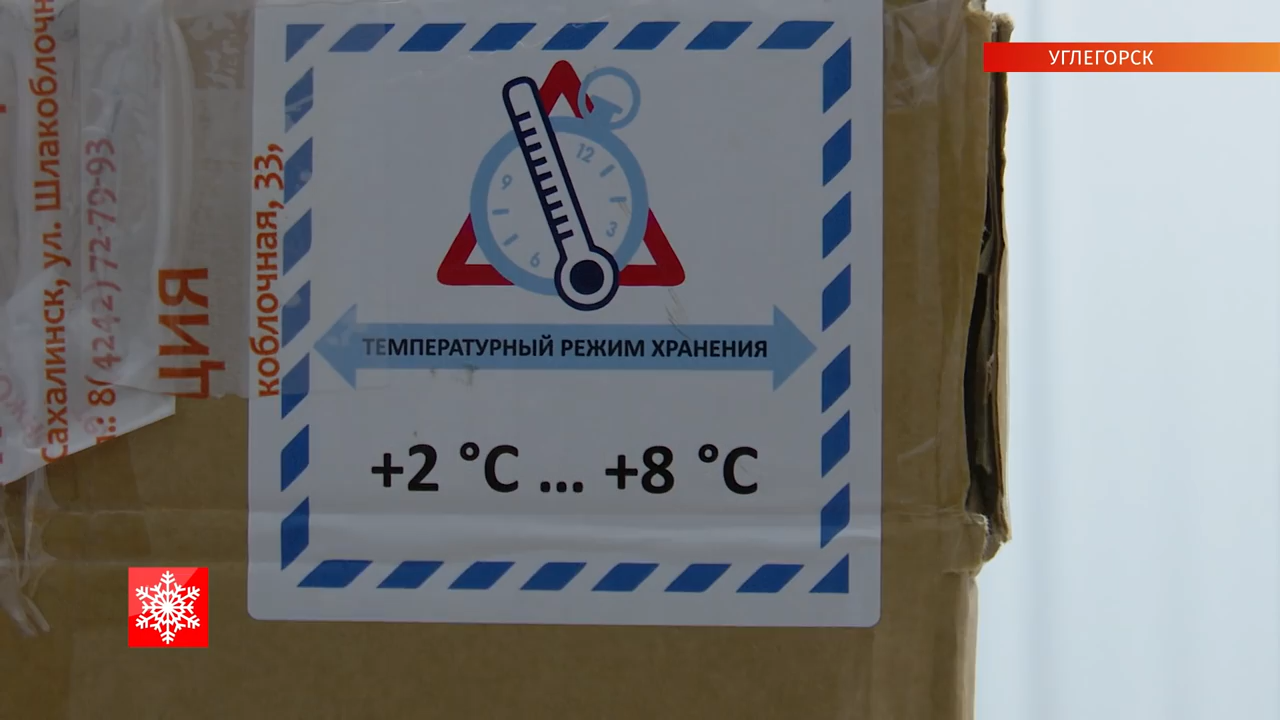 УГЛЕГОРСК
12
9
3
6
ТЕМПЕРАТУРНЫЙ РЕЖИМ ХРАНЕНИЯ
+2 °C ... +8 °C
Сахалинск, ул. Шлакоблочн
.: 8(4242)72-79-93
ЦИЯ
коблочная, 33,